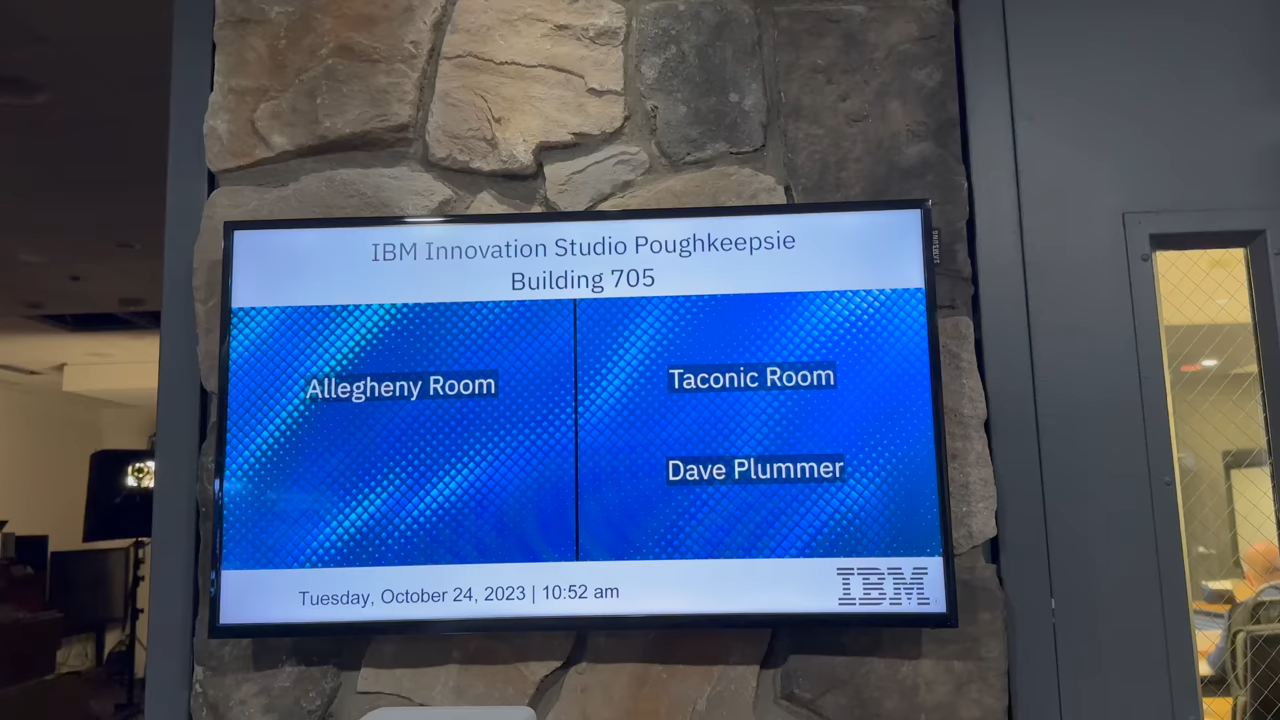 IBM Innovation Studio Poughkeepsie
Building 705
Allegheny Room
Taconic Room
Dave Plummer
Tuesday, October 24, 2023 | 10:52 am
IBM
SAMSUNG